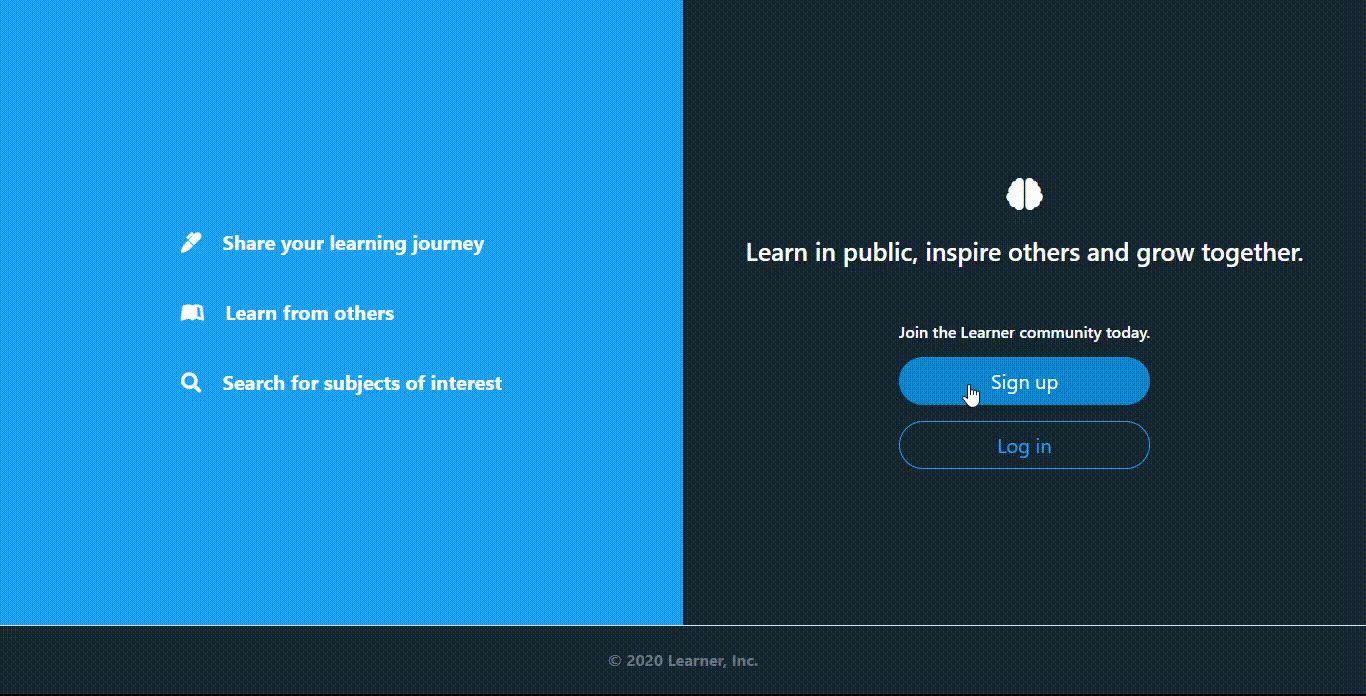 Share your learning journey
Learn from others
Search for subjects of interest
Learn in public, inspire others and grow together.
Join the Learner community today.
Sign up
Log in
© 2020 Learner, Inc.